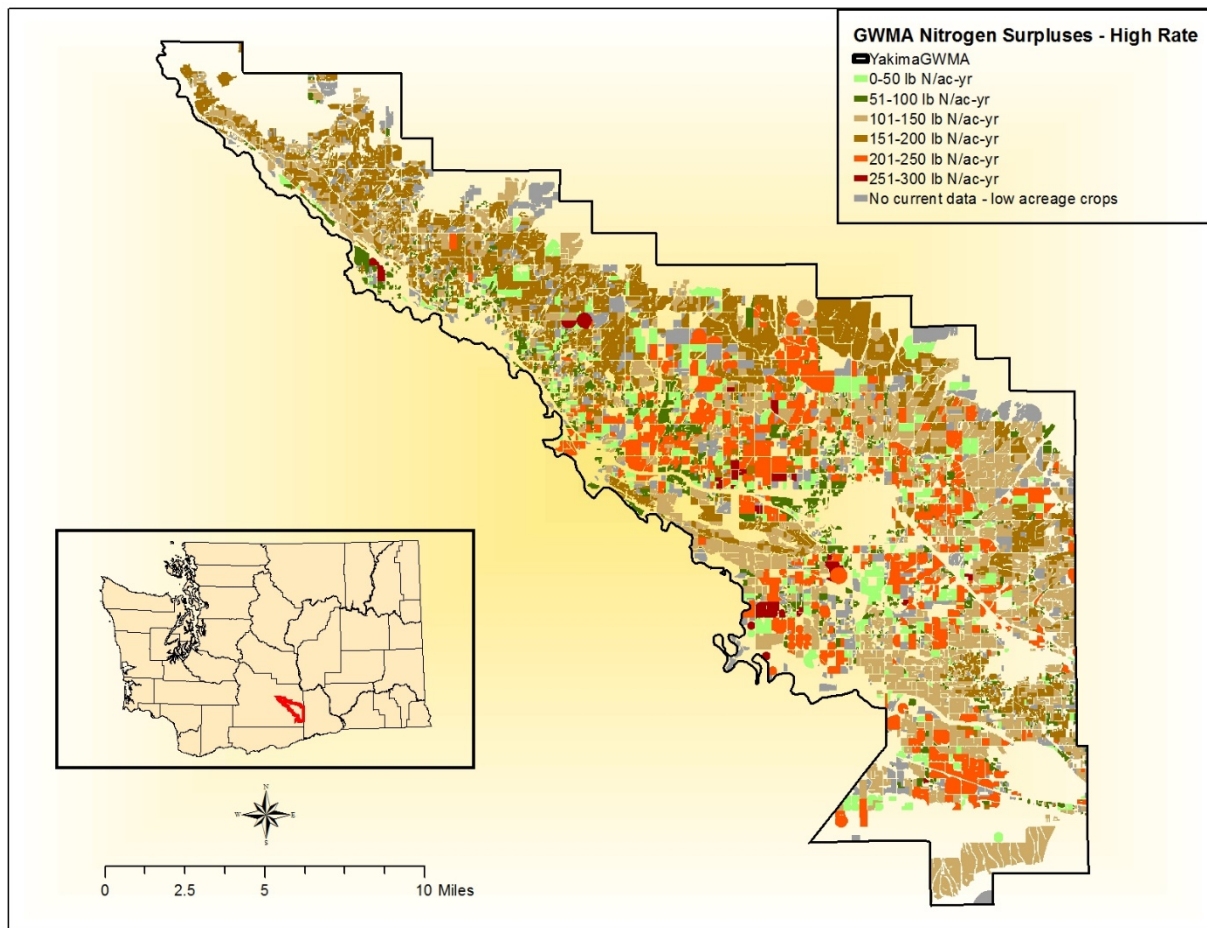 GWMA Nitrogen Surpluses - High Rate
YakimaGWMA
0-50 lb N/ac-yr
51-100 lb N/ac-yr
101-150 lb N/ac-yr
151-200 lb N/ac-yr
201-250 lb N/ac-yr
251-300 lb N/ac-yr
No current data - low acreage crops
N
W E
S
0 2.5 5 10 Miles